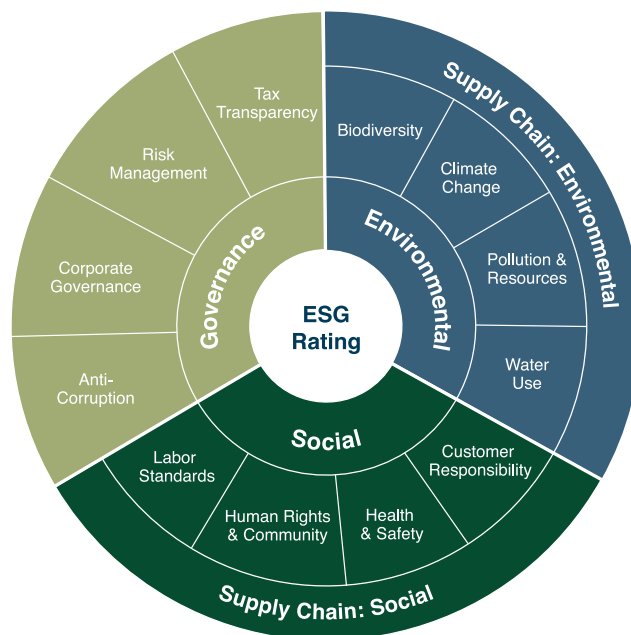 ESG
Rating
Governance
Tax
Transparency
Risk
Management
Corporate
Governance
Anti-
Corruption
Environmental
Biodiversity
Climate
Change
Pollution &
Resources
Water
Use
Supply Chain: Environmental
Social
Customer
Responsibility
Health
& Safety
Human Rights
& Community
Labor
Standards
Supply Chain: Social